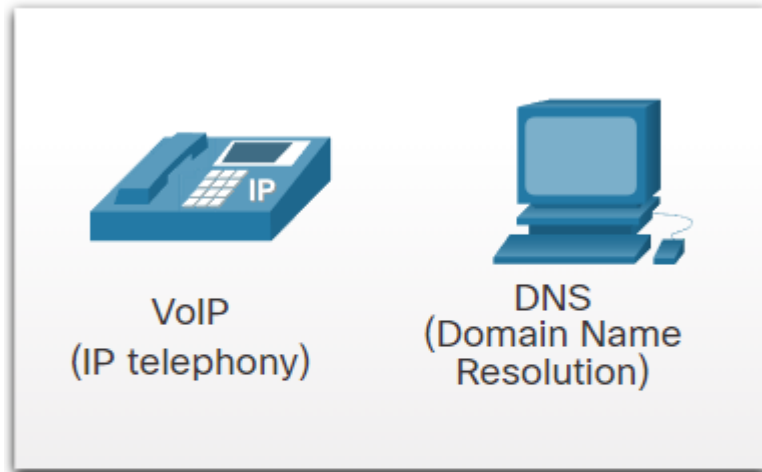 IP
VoIP
(IP telephony)
DNS
(Domain Name
Resolution)